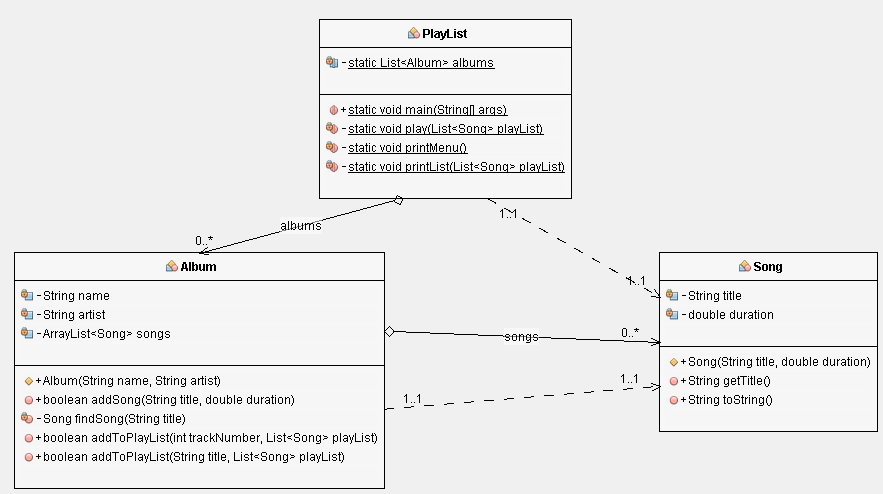 PlayList
- static List<Album> albums
+ static void main(String[] args)
- static void play(List<Song> playList)
- static void printMenu()
- static void printList(List<Song> playList)
albums
0..*
1..1
1..1
Album
- String name
- String artist
- ArrayList<Song> songs
+ Album(String name, String artist)
+ boolean addSong(String title, double duration)
- Song findSong(String title)
+ boolean addToPlayList(int trackNumber, List<Song> playList)
+ boolean addToPlayList(String title, List<Song> playList)
songs
0..*
1..1
1..1
Song
- String title
- double duration
+ Song(String title, double duration)
+ String getTitle()
+ String toString()